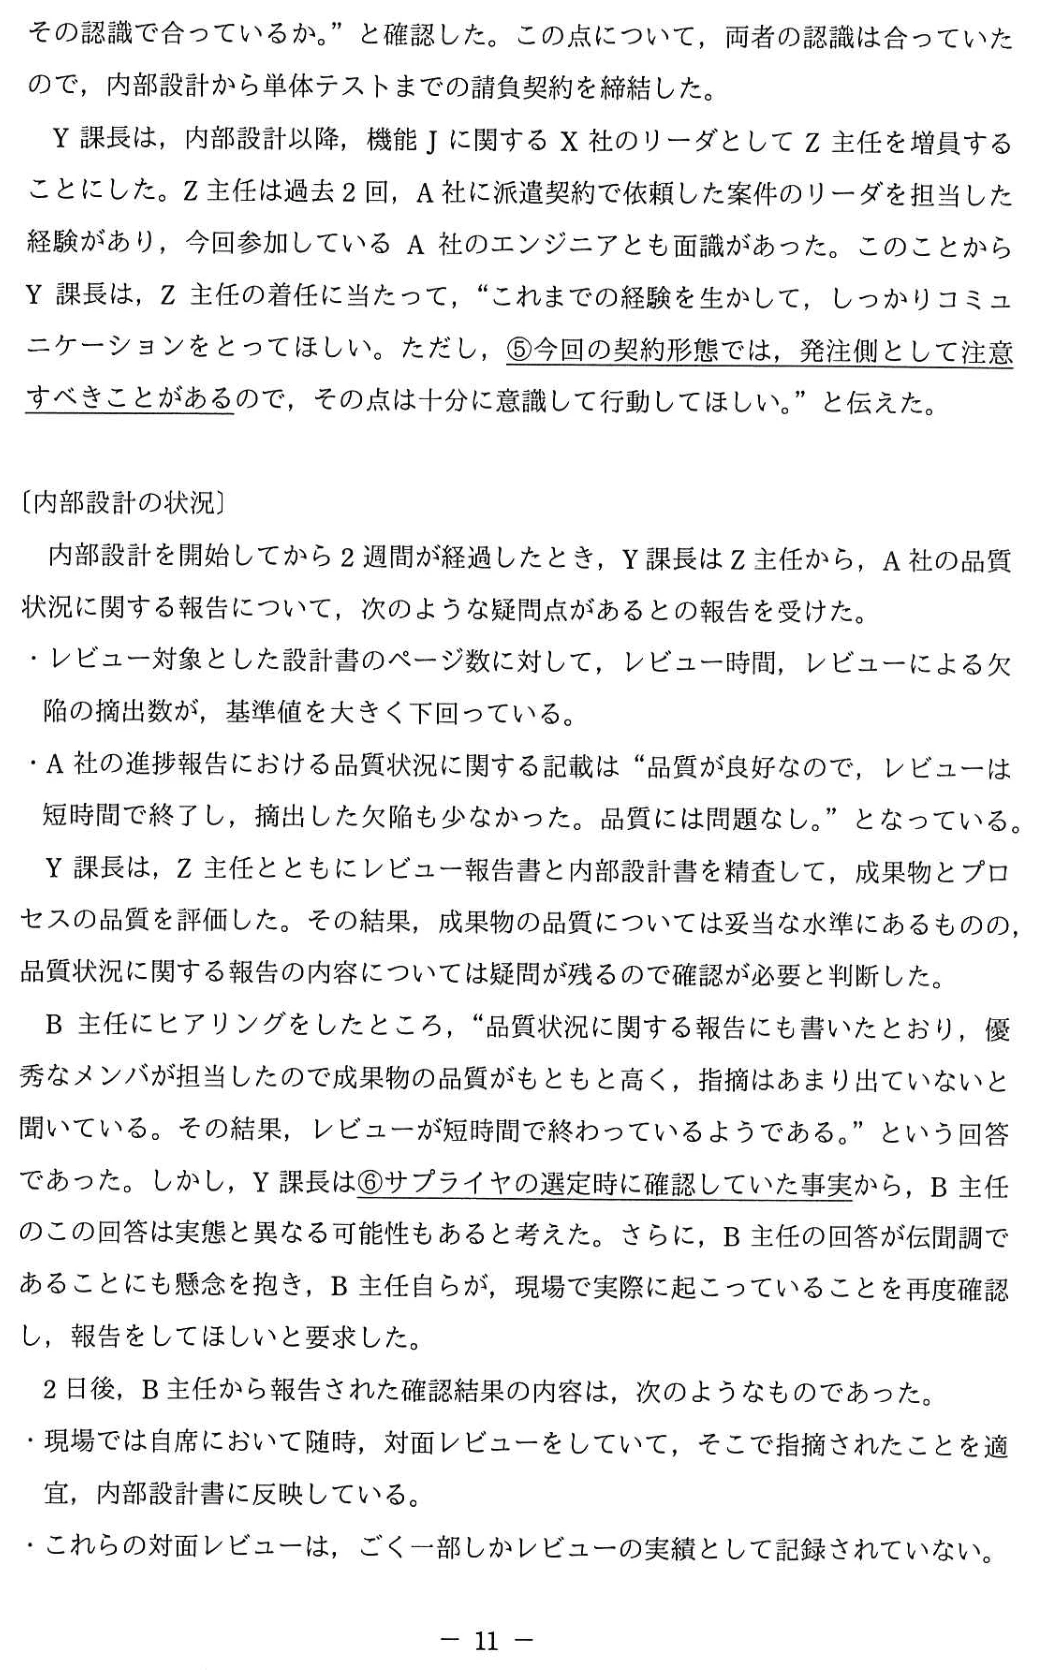 その認識で合っているか。”と確認した。この点について，両者の認識は合っていた
ので，内部設計から単体テストまでの請負契約を締結した。
Y 課長は，内部設計以降，機能 J に関する X 社のリーダとして Z 主任を増員する
ことにした。Z 主任は過去 2 回，A 社に派遣契約で依頼した案件のリーダを担当した
経験があり，今回参加している A 社のエンジニアとも面識があった。このことから
Y 課長は，Z 主任の着任に当たって，“これまでの経験を生かして，しっかりコミュ
ニケーションをとってほしい。ただし，⑤今回の契約形態では，発注側として注意
すべきことがあるので，その点は十分に意識して行動してほしい。”と伝えた。
〔内部設計の状況〕
内部設計を開始してから 2 週間が経過したとき，Y 課長は Z 主任から，A 社の品質
状況に関する報告について，次のような疑問点があるとの報告を受けた。
・レビュー対象とした設計書のページ数に対して，レビュー時間，レビューによる欠
陥の摘出数が，基準値を大きく下回っている。
・A 社の進捗報告における品質状況に関する記載は“品質が良好なので，レビューは
短時間で終了し，摘出した欠陥も少なかった。品質には問題なし。”となっている。
Y 課長は，Z 主任とともにレビュー報告書と内部設計書を精査して，成果物とプロ
セスの品質を評価した。その結果，成果物の品質については妥当な水準にあるものの，
品質状況に関する報告の内容については疑問が残るので確認が必要と判断した。
B 主任にヒアリングをしたところ，“品質状況に関する報告にも書いたとおり，優
秀なメンバが担当したので成果物の品質がもともと高く，指摘はあまり出ていないと
聞いている。その結果，レビューが短時間で終わっているようである。”という回答
であった。しかし，Y 課長は⑥サプライヤの選定時に確認していた事実から，B 主任
のこの回答は実態と異なる可能性もあると考えた。さらに，B 主任の回答が伝聞調で
あることにも懸念を抱き，B 主任自らが，現場で実際に起こっていることを再度確認
し，報告をしてほしいと要求した。
2 日後，B 主任から報告された確認結果の内容は，次のようなものであった。
・現場では自席において随時，対面レビューをしていて，そこで指摘されたことを適
宜，内部設計書に反映している。
・これらの対面レビューは，ごく一部しかレビューの実績として記録されていない。
－ 11 －